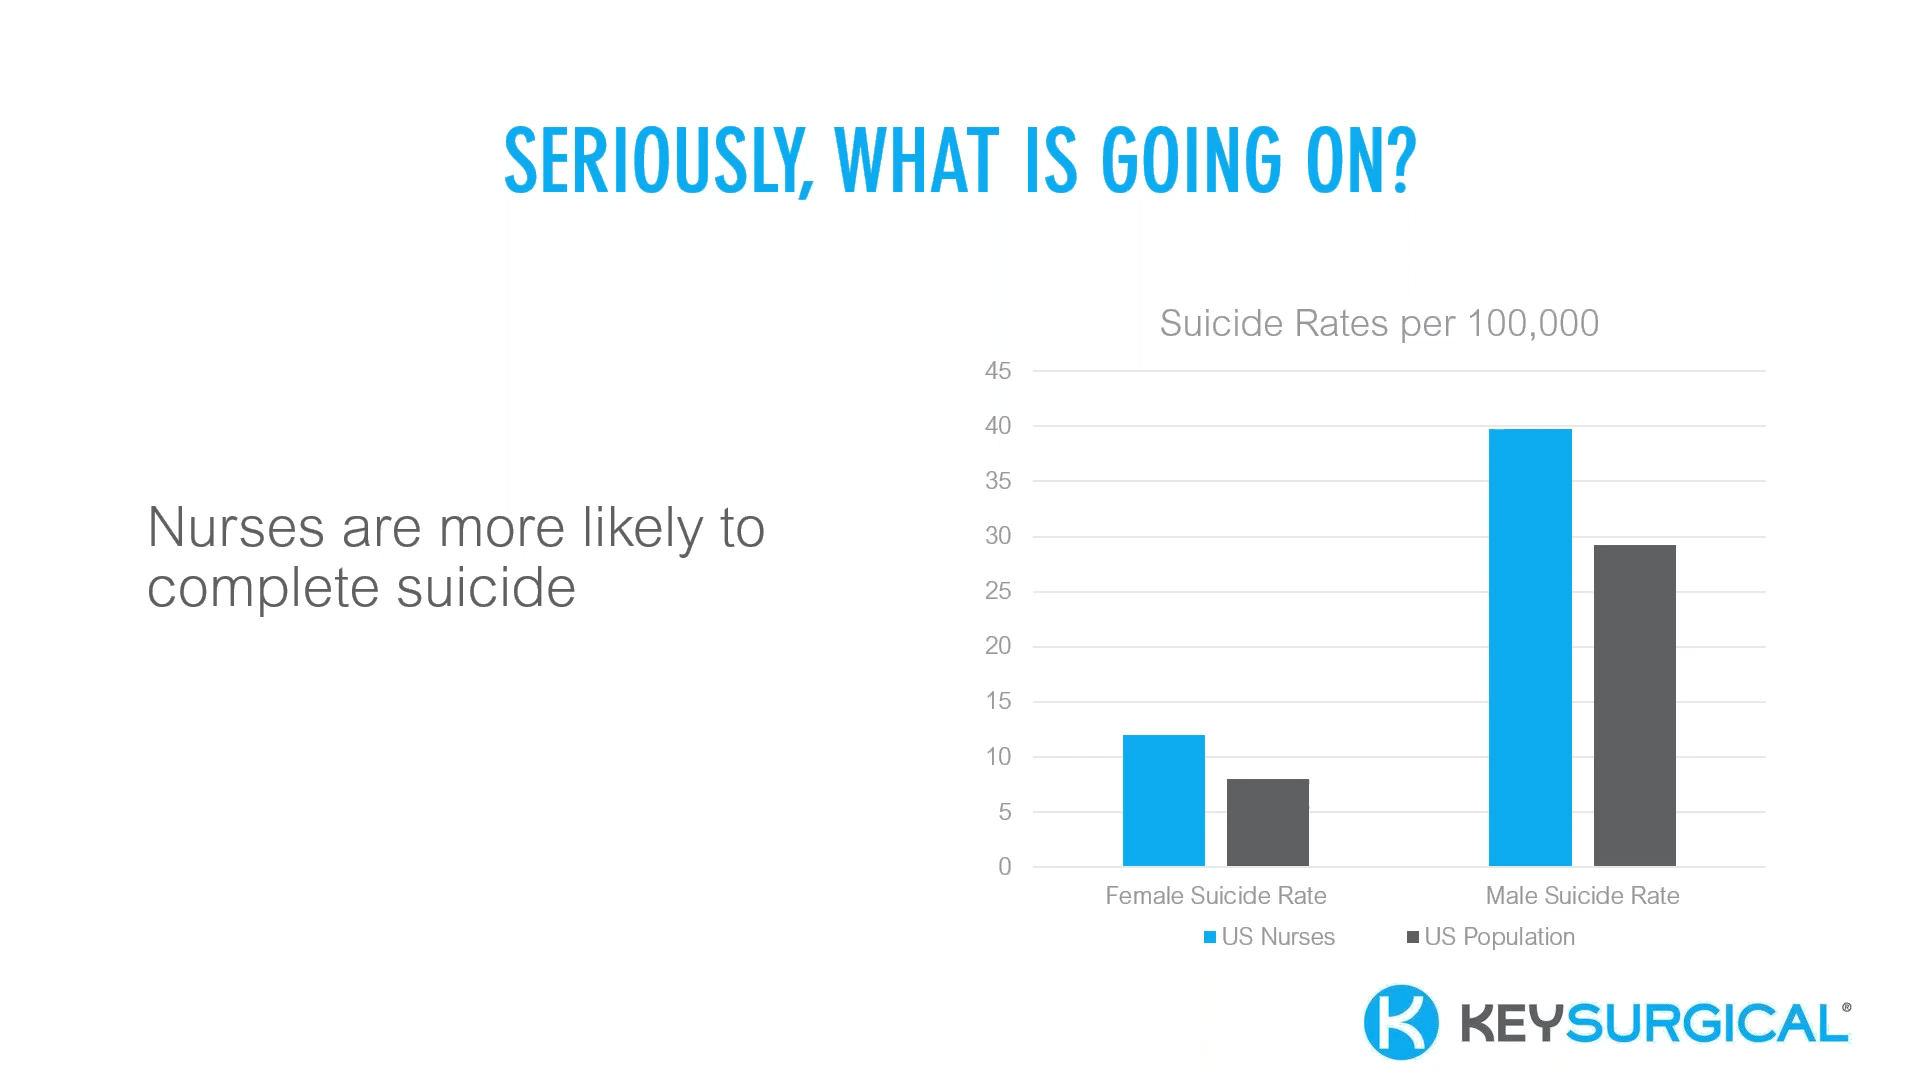 SERIOUSLY, WHAT IS GOING ON?
Nurses are more likely to
complete suicide
Suicide Rates per 100,000
45
40
35
30
25
20
15
10
5
0
Female Suicide Rate
Male Suicide Rate
US Nurses
US Population
K KEYSURGICAL®